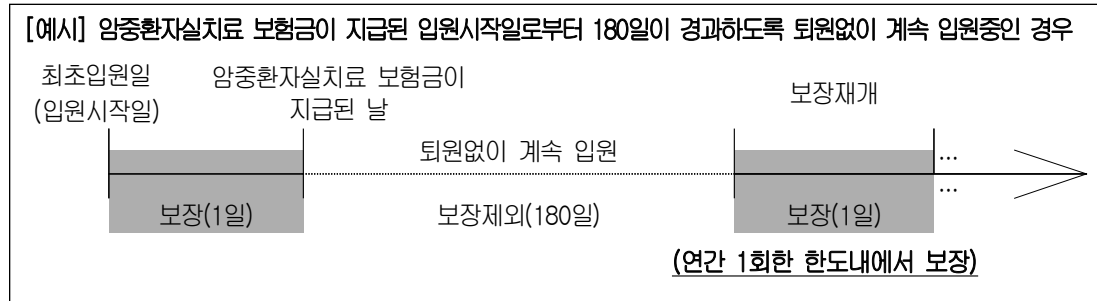 [예시] 암중환자실치료 보험금이 지급된 입원시작일로부터 180일이 경과하도록 퇴원없이 계속 입원중인 경우
최초입원일
(입원시작일)
암중환자실치료 보험금이
지급된 날
보장재개
퇴원없이 계속 입원
...
...
보장(1일)
보장제외(180일)
보장(1일)
(연간 1회한 한도내에서 보장)